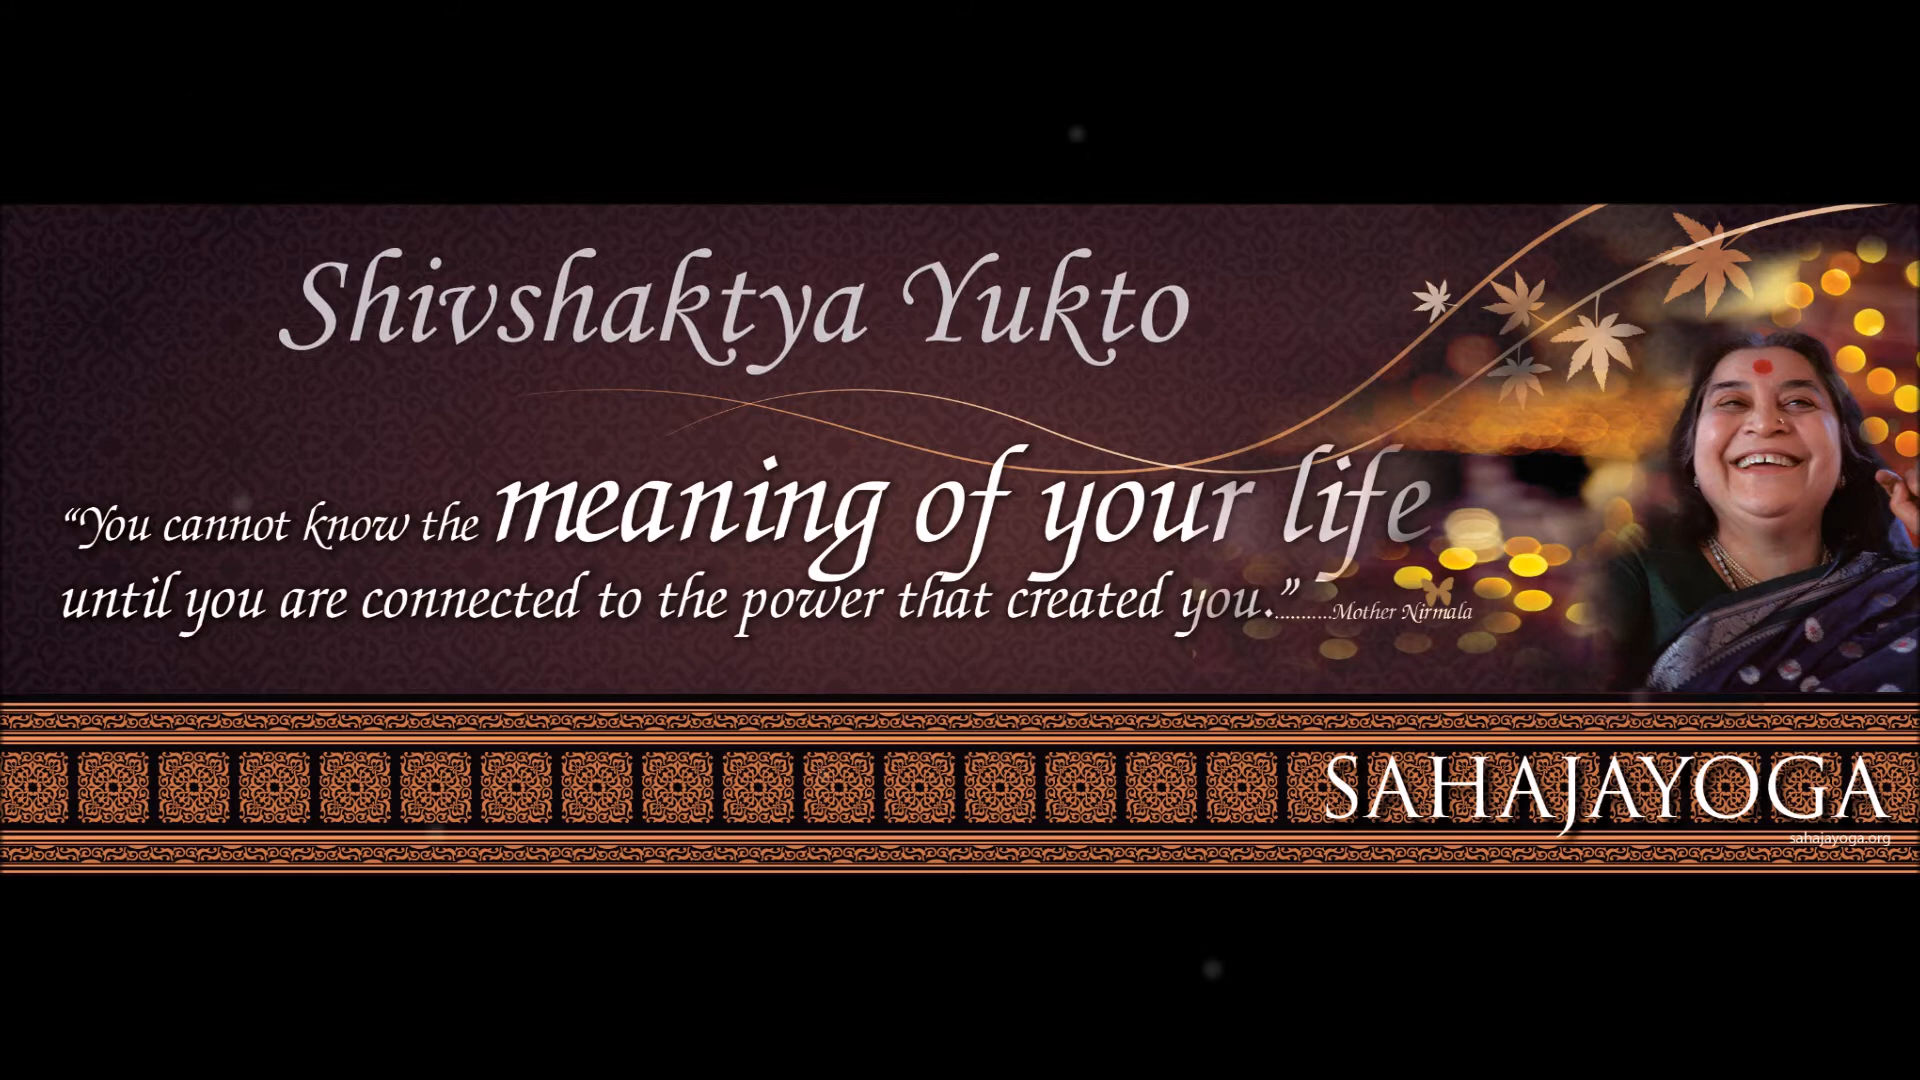 Shivshaktya Yukto
“You cannot know the meaning of your life
until you are connected to the power that created you.”...........Mother Nirmala
SAHAJAYOGA
sahajayoga.org